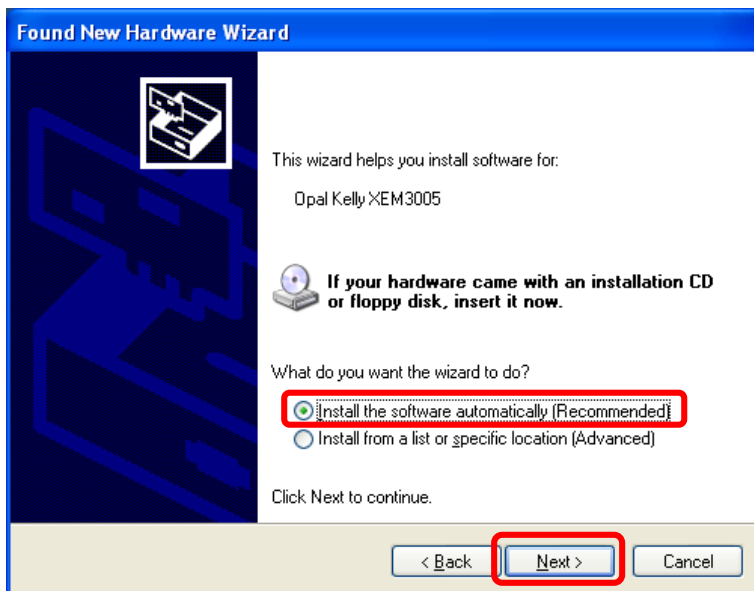 Found New Hardware Wizard
This wizard helps you install software for:
Opal Kelly XEM3005
If your hardware came with an installation CD
or floppy disk, insert it now.
What do you want the wizard to do?
Install the software automatically (Recommended)
Install from a list or specific location (Advanced)
Click Next to continue.
< Back Next > Cancel